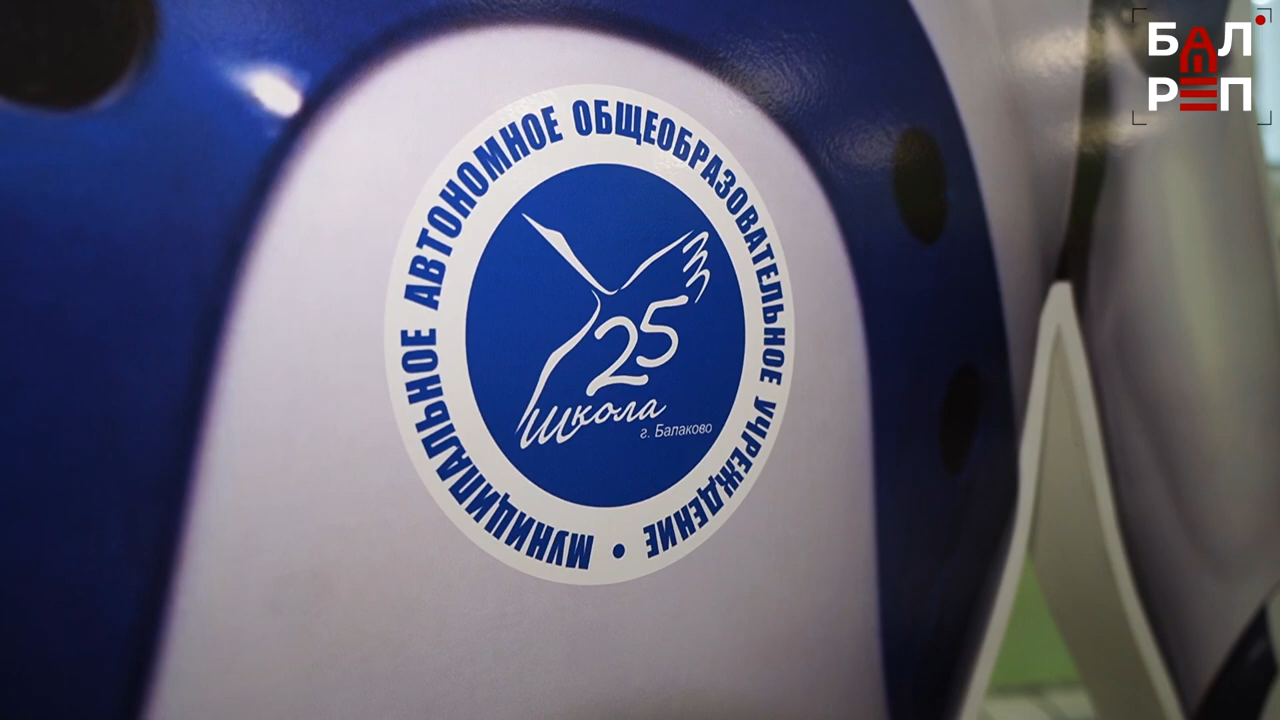 БАЛ
РЕП
МУНИЦИПАЛЬНОЕ АВТОНОМНОЕ ОБЩЕОБРАЗОВАТЕЛЬНОЕ УЧРЕЖДЕНИЕ •
25
Школа
г. Балаково